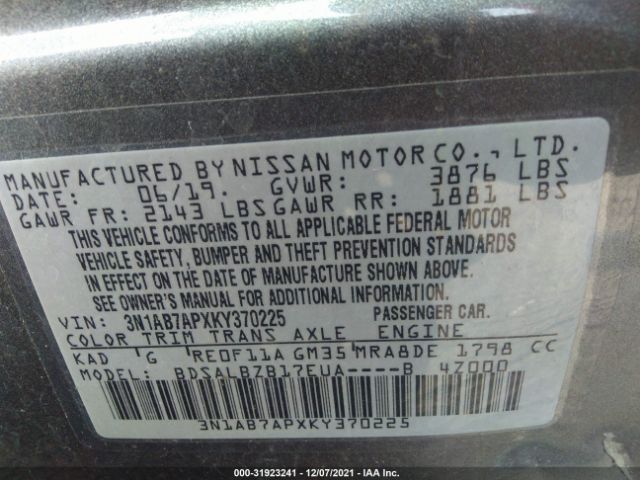 MANUFACTURED BY NISSAN MOTOR CO., LTD.
DATE: 06/19. GVWR: 3876 LBS
GAWR FR: 2143 LBS GAWR RR: 1881 LBS
THIS VEHICLE CONFORMS TO ALL APPLICABLE FEDERAL MOTOR
VEHICLE SAFETY, BUMPER AND THEFT PREVENTION STANDARDS
IN EFFECT ON THE DATE OF MANUFACTURE SHOWN ABOVE.
SEE OWNER'S MANUAL FOR ADDITIONAL INFORMATION.
VIN: 3N1AB7APXKY370225 PASSENGER CAR.
COLOR TRIM TRANS AXLE ENGINE
KAD G RE0F11A GM35 MRA8DE 1798 CC
MODEL: BDSALBZB17EUA----B 4Z000
3N1AB7APXKY370225
000-31923241 - 12/07/2021 - IAA Inc.